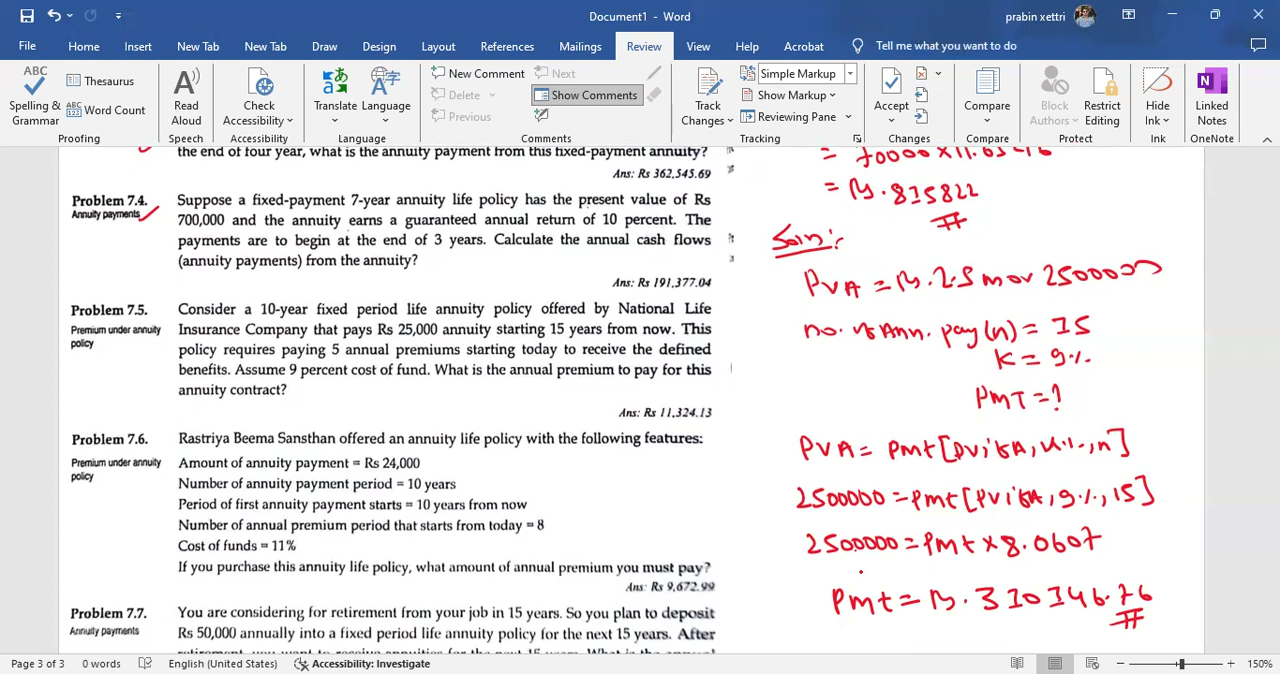 Document1 - Word
prabin xettri
File Home Insert New Tab New Tab Draw Design Layout References Mailings Review View Help Acrobat Tell me what you want to do
ABC
Spelling & Grammar
Thesaurus
ABC 123 Word Count
Proofing
Read Aloud
Speech
Check Accessibility
Accessibility
Translate
Language
Language
New Comment
Delete
Previous
Next
Show Comments
Comments
Track Changes
Simple Markup
Show Markup
Reviewing Pane
Tracking
Accept
Changes
Compare
Compare
Block Authors
Restrict Editing
Protect
Hide Ink
Ink
Linked Notes
OneNote
the end of four year, what is the annuity payment from this fixed-payment annuity?
Ans: Rs 362,545.69
Problem 7.4.
Annuity payments
Suppose a fixed-payment 7-year annuity life policy has the present value of Rs
700,000 and the annuity earns a guaranteed annual return of 10 percent. The
payments are to begin at the end of 3 years. Calculate the annual cash flows
(annuity payments) from the annuity?
Ans: Rs 191,377.04
Problem 7.5.
Premium under annuity
policy
Consider a 10-year fixed period life annuity policy offered by National Life
Insurance Company that pays Rs 25,000 annuity starting 15 years from now. This
policy requires paying 5 annual premiums starting today to receive the defined
benefits. Assume 9 percent cost of fund. What is the annual premium to pay for this
annuity contract?
Ans: Rs 11,324.13
Problem 7.6.
Premium under annuity
policy
Rastriya Beema Sansthan offered an annuity life policy with the following features:
Amount of annuity payment = Rs 24,000
Number of annuity payment period = 10 years
Period of first annuity payment starts = 10 years from now
Number of annual premium period that starts from today = 8
Cost of funds = 11%
If you purchase this annuity life policy, what amount of annual premium you must pay?
Ans: Rs 9,672.99
Problem 7.7.
Annuity payments
You are considering for retirement from your job in 15 years. So you plan to deposit
Rs 50,000 annually into a fixed period life annuity policy for the next 15 years. After
= Rs. 835822
Soln:
PVA = Rs. 2.5 m or 2500000
no. of Ann. pay (n) = 15
K = 9%
PMT = ?
PVA = Pmt [PvifA, K%, n]
2500000 = Pmt [PvifA, 9%, 15]
2500000 = Pmt x 8.0607
Pmt = Rs. 310146.76
Page 3 of 3 0 words English (United States) Accessibility: Investigate 150%